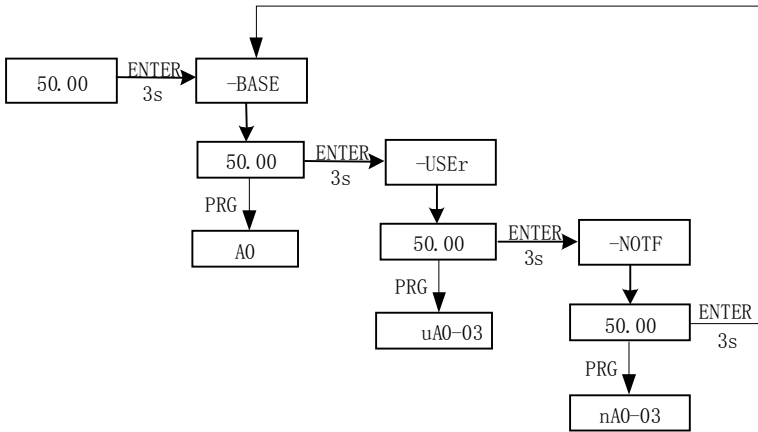 50.00
ENTER
3s
-BASE
50.00
ENTER
3s
-USEr
PRG
A0
50.00
ENTER
3s
-NOTF
PRG
uA0-03
50.00
ENTER
3s
PRG
nA0-03